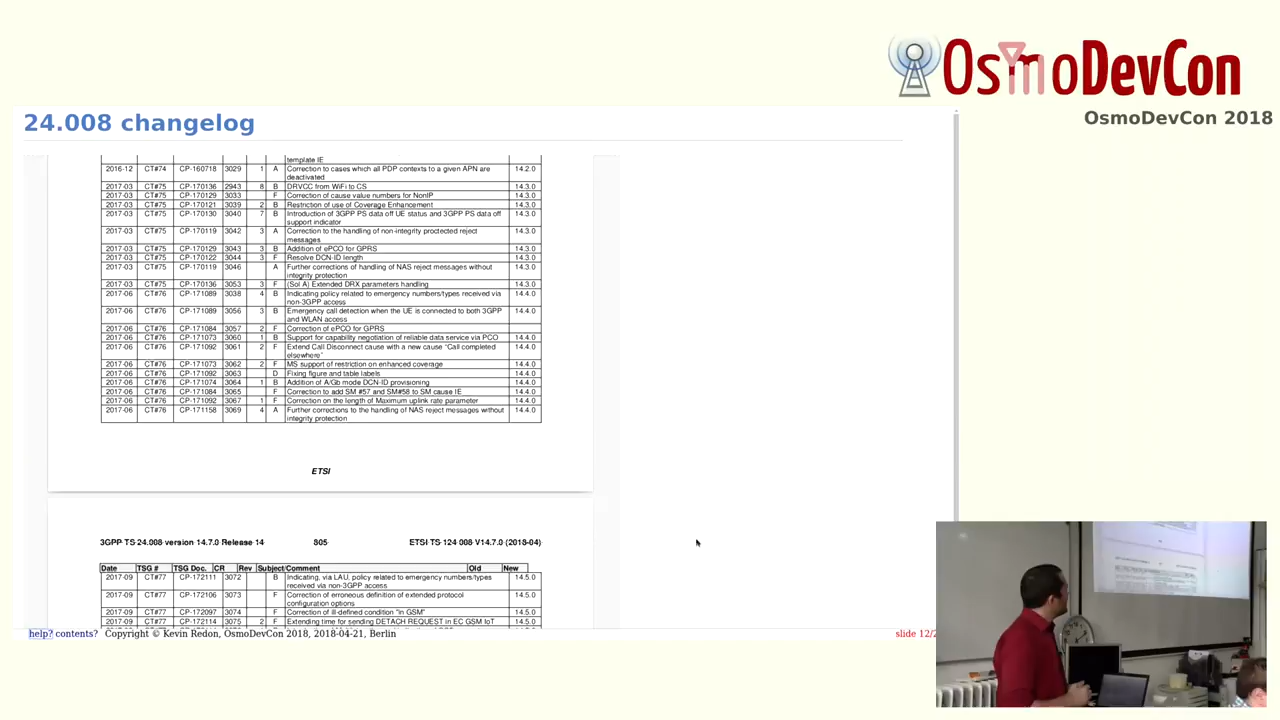 OsmoDevCon
OsmoDevCon 2018
24.008 changelog
template IE
2016-12 CT#74 CP-160718 3029 1 A Correction to cases which all PDP contexts to a given APN are 14.2.0
deactivated
2017-03 CT#75 CP-170136 2943 8 B DRVCC from WiFi to CS 14.3.0
2017-03 CT#75 CP-170129 3033 F Correction of cause value numbers for NonIP 14.3.0
2017-03 CT#75 CP-170121 3039 2 B Restriction of use of Coverage Enhancement 14.3.0
2017-03 CT#75 CP-170130 3040 7 B Introduction of 3GPP PS data off UE status and 3GPP PS data off 14.3.0
support indicator
2017-03 CT#75 CP-170119 3042 3 A Correction to the handling of non-integrity proctected reject 14.3.0
messages
2017-03 CT#75 CP-170129 3043 3 B Addition of ePCO for GPRS 14.3.0
2017-03 CT#75 CP-170122 3044 3 F Resolve DCN-ID length 14.3.0
2017-03 CT#75 CP-170119 3046 A Further corrections of handling of NAS reject messages without 14.3.0
integrity protection
2017-03 CT#75 CP-170136 3053 3 F (Sol A) Extended DRX parameters handling 14.3.0
2017-06 CT#76 CP-171089 3038 4 B Indicating policy related to emergency numbers/types received via 14.4.0
non-3GPP access
2017-06 CT#76 CP-171089 3056 3 B Emergency call detection when the UE is connected to both 3GPP 14.4.0
and WLAN access
2017-06 CT#76 CP-171084 3057 2 F Correction of ePCO for GPRS
2017-06 CT#76 CP-171073 3060 1 B Support for capability negotiation of reliable data service via PCO 14.4.0
2017-06 CT#76 CP-171092 3061 2 F Extend Call Disconnect cause with a new cause "Call completed 14.4.0
elsewhere"
2017-06 CT#76 CP-171073 3062 2 F MS support of restriction on enhanced coverage 14.4.0
2017-06 CT#76 CP-171092 3063 D Fixing figure and table labels 14.4.0
2017-06 CT#76 CP-171074 3064 1 B Addition of A/Gb mode DCN-ID provisioning 14.4.0
2017-06 CT#76 CP-171084 3065 F Correction to add SM #57 and SM#58 to SM cause IE 14.4.0
2017-06 CT#76 CP-171092 3067 1 F Correction on the length of Maximum uplink rate parameter 14.4.0
2017-06 CT#76 CP-171158 3069 4 A Further corrections to the handling of NAS reject messages without 14.4.0
integrity protection
ETSI
3GPP TS 24.008 version 14.7.0 Release 14 805 ETSI TS 124 008 V14.7.0 (2018-04)
Date TSG # TSG Doc. CR Rev Subject/Comment Old New
2017-09 CT#77 CP-172111 3072 B Indicating, via LAU, policy related to emergency numbers/types 14.5.0
received via non-3GPP access
2017-09 CT#77 CP-172106 3073 F Correction of erroneous definition of extended protocol 14.5.0
configuration options
2017-09 CT#77 CP-172097 3074 F Correction of ill-defined condition "in GSM" 14.5.0
2017-09 CT#77 CP-172114 3075 2 F Extending time for sending DETACH REQUEST in EC GSM IoT 14.5.0
help? contents? Copyright © Kevin Redon, OsmoDevCon 2018, 2018-04-21, Berlin
slide 12/2